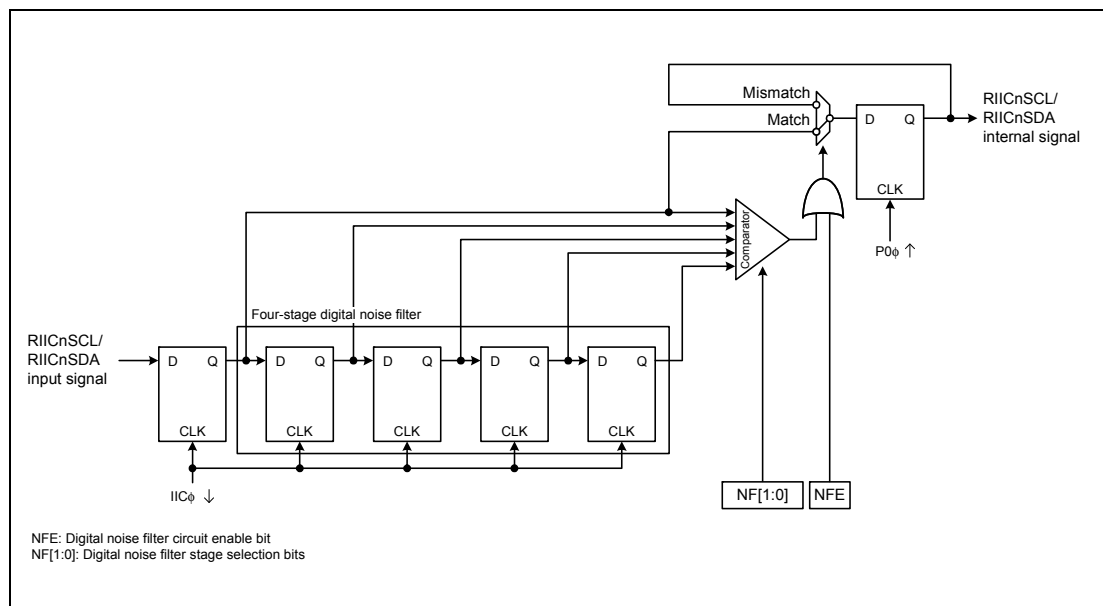 Mismatch
Match
RIICnSCL/
RIICnSDA
internal signal
D Q
CLK
P0ϕ ↑
Comparator
Four-stage digital noise filter
RIICnSCL/
RIICnSDA
input signal
D Q
D Q
D Q
D Q
D Q
CLK
CLK
CLK
CLK
CLK
IICϕ ↓
NF[1:0]
NFE
NFE: Digital noise filter circuit enable bit
NF[1:0]: Digital noise filter stage selection bits